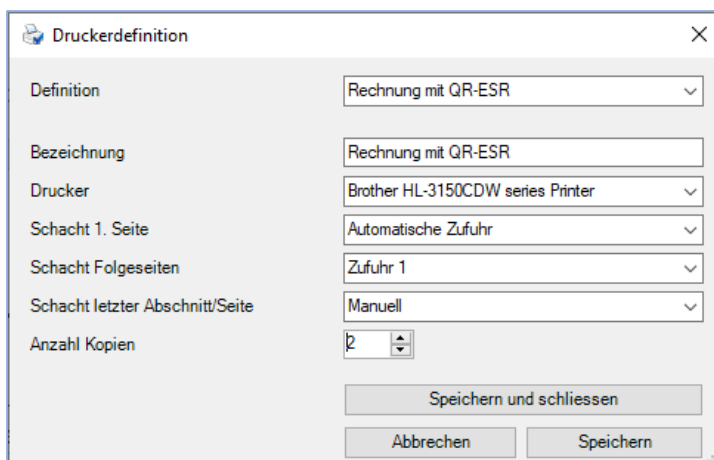 Druckerdefinition
Definition Rechnung mit QR-ESR
Bezeichnung Rechnung mit QR-ESR
Drucker Brother HL-3150CDW series Printer
Schacht 1. Seite Automatische Zufuhr
Schacht Folgeseiten Zufuhr 1
Schacht letzter Abschnitt/Seite Manuell
Anzahl Kopien 2
Speichern und schliessen
Abbrechen Speichern